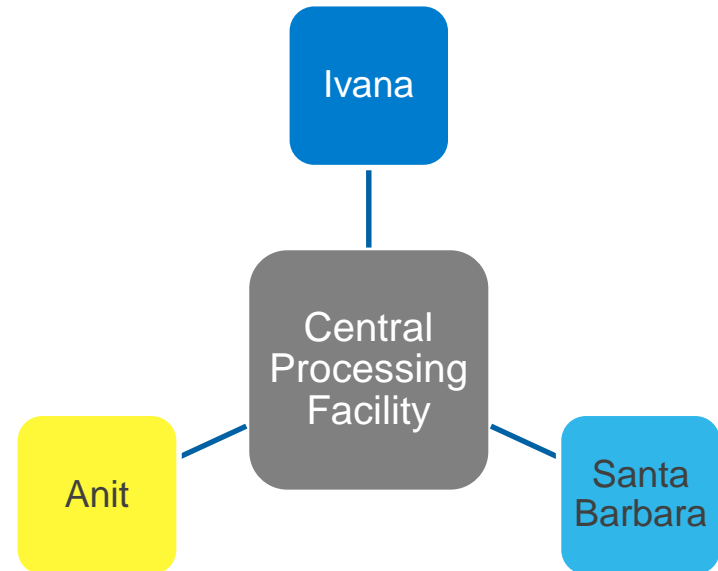 Ivana
Central
Processing
Facility
Anit
Santa
Barbara